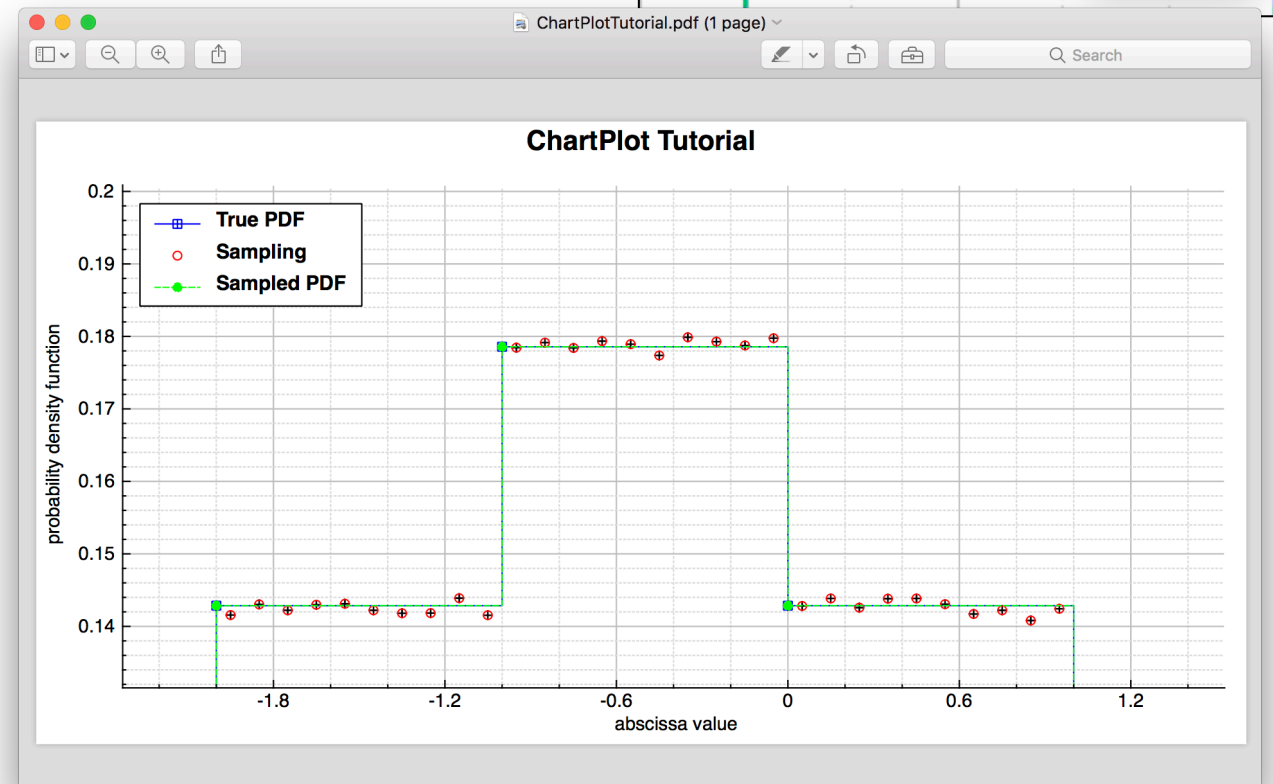 ChartPlotTutorial.pdf (1 page)
Search
ChartPlot Tutorial
0.2
True PDF
Sampling
Sampled PDF
0.19
0.18
0.17
0.16
0.15
0.14
probability density function
-1.8 -1.2 -0.6 0 0.6 1.2
abscissa value